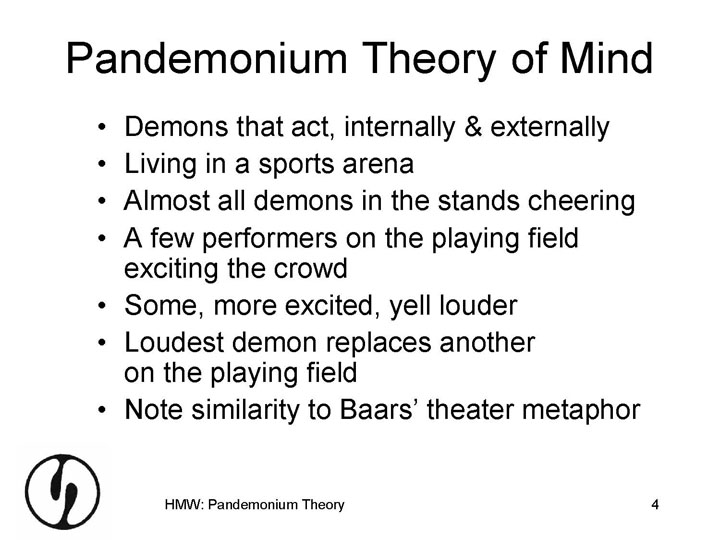 Pandemonium Theory of Mind
• Demons that act, internally & externally
• Living in a sports arena
• Almost all demons in the stands cheering
• A few performers on the playing field
exciting the crowd
• Some, more excited, yell louder
• Loudest demon replaces another
on the playing field
• Note similarity to Baars’ theater metaphor
HMW: Pandemonium Theory
4